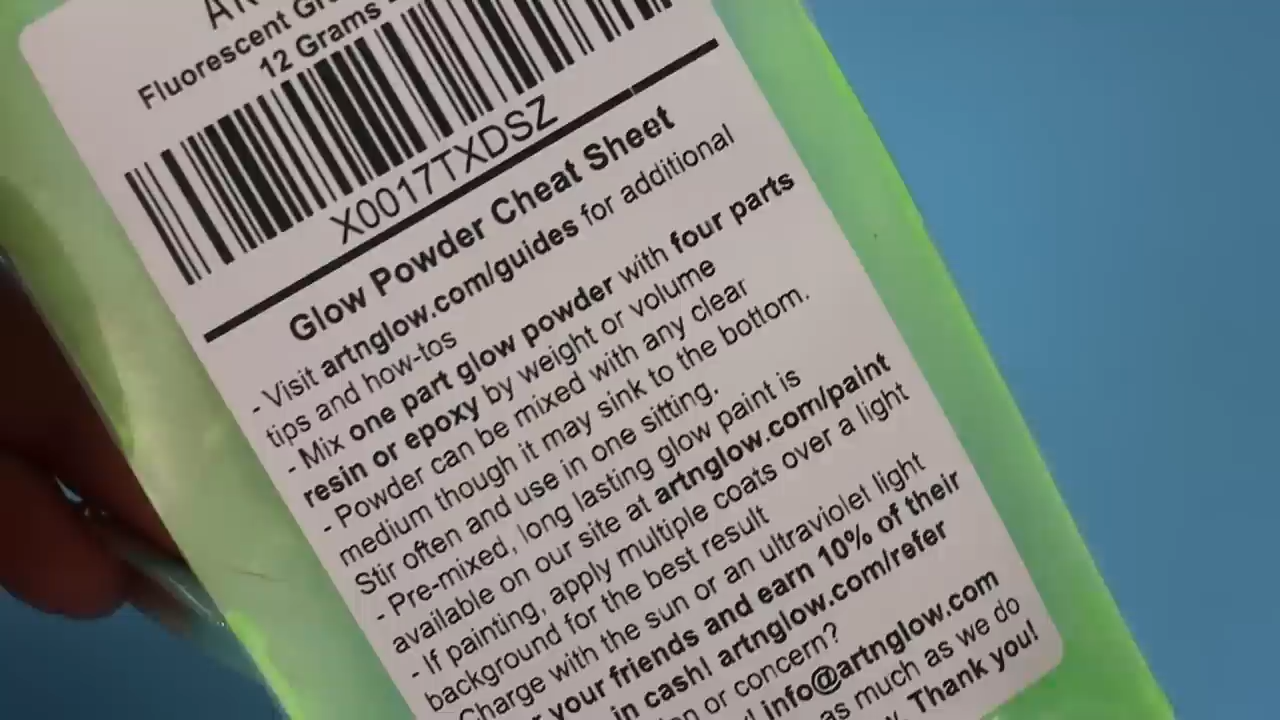 Fluorescent
12 Grams
X0017TXDSZ
Glow Powder Cheat Sheet
- Visit artnglow.com/guides for additional
tips and how-tos
- Mix one part glow powder with four parts
resin or epoxy by weight or volume
- Powder can be mixed with any clear
medium though it may sink to the bottom.
Stir often and use in one sitting.
- Pre-mixed, long lasting glow paint is
available on our site at artnglow.com/paint
- If painting, apply multiple coats over a light
background for the best result
Charge with the sun or an ultraviolet light
your friends and earn 10% of their
in cash! artnglow.com/refer
or concern?
info@artnglow.com
as much as we do
Thank you!